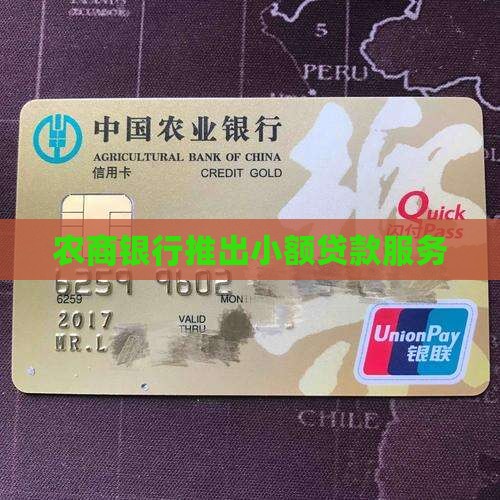 5
PERU
中国农业银行
AGRICULTURAL BANK OF CHINA
信用卡 CREDIT GOLD
Quick
闪付Pass
农商银行推出小额贷款服务
6259 9602
6259 MON
VALID
THRU
2017
MR.L
UnionPay
银联
CHILE